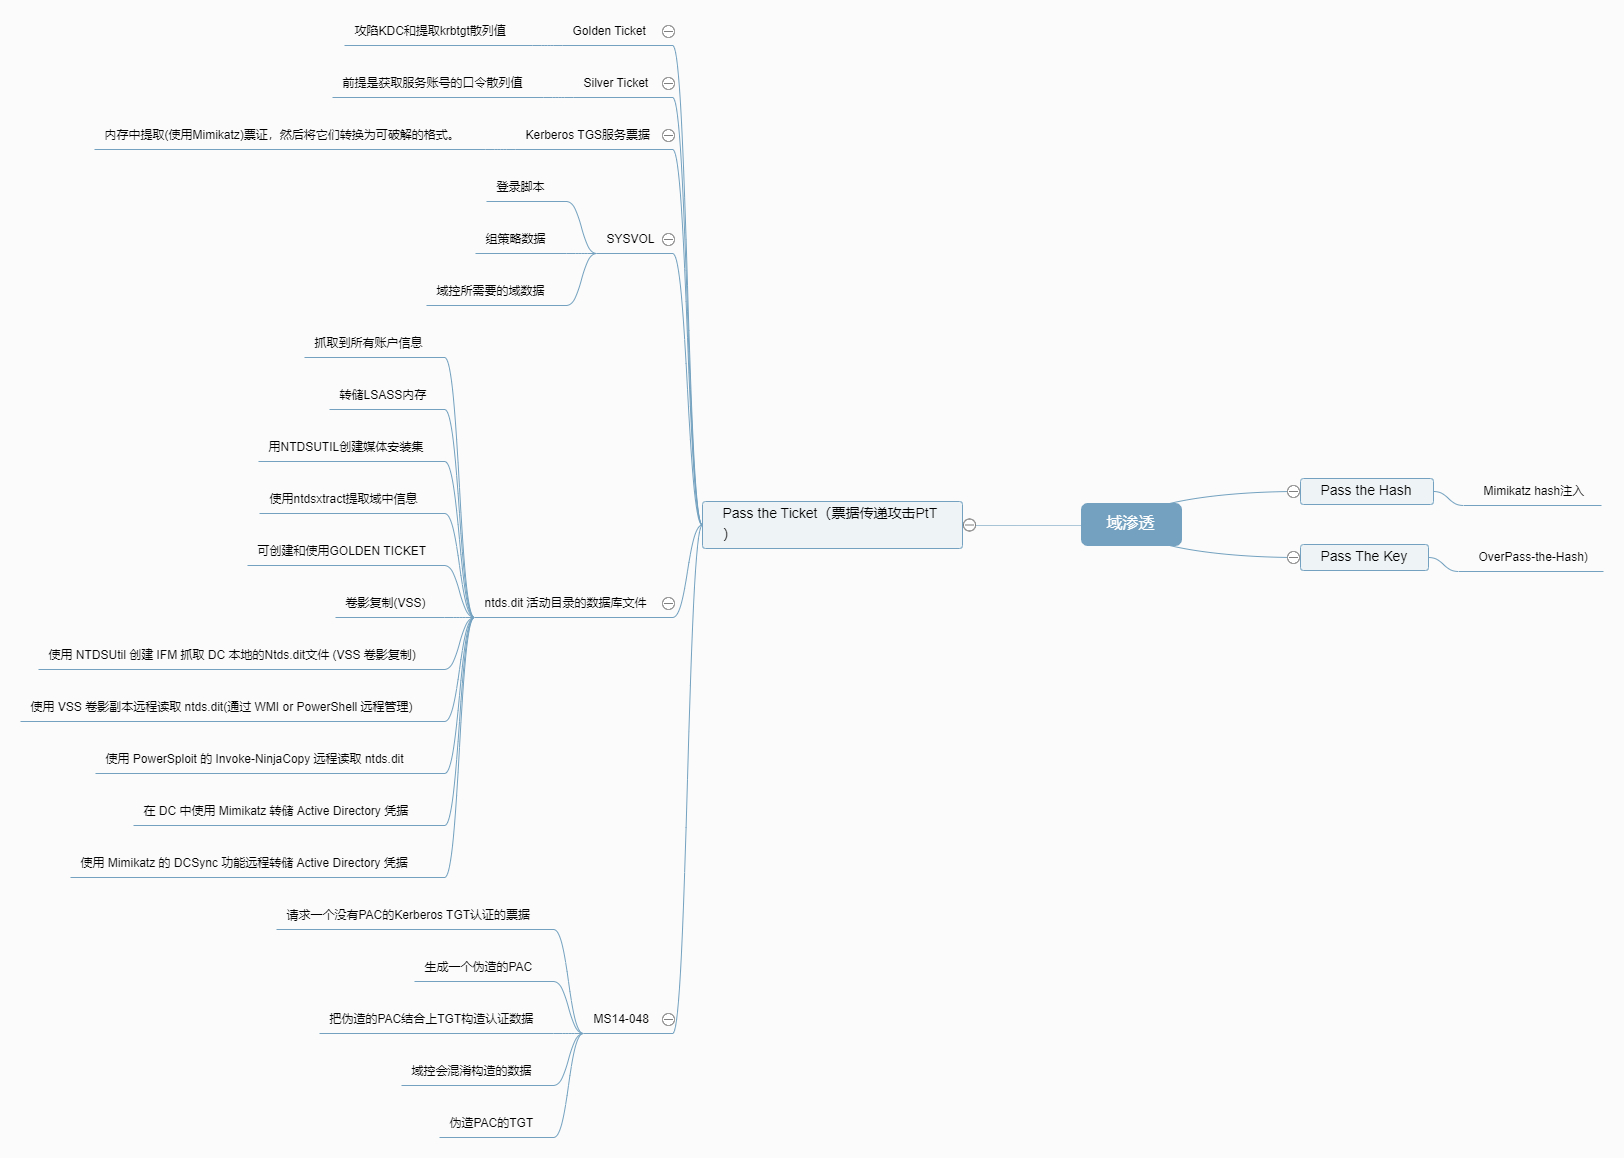 攻陷KDC和提取krbtgt散列值
Golden Ticket
前提是获取服务账号的口令散列值
Silver Ticket
内存中提取(使用Mimikatz)票证，然后将它们转换为可破解的格式。
Kerberos TGS服务票据
登录脚本
组策略数据
SYSVOL
域控所需要的域数据
抓取到所有账户信息
转储LSASS内存
用NTDSUTIL创建媒体安装集
使用ntdsxtract提取域中信息
可创建和使用GOLDEN TICKET
卷影复制(VSS)
ntds.dit 活动目录的数据库文件
使用 NTDSUtil 创建 IFM 抓取 DC 本地的Ntds.dit文件 (VSS 卷影复制)
使用 VSS 卷影副本远程读取 ntds.dit(通过 WMI or PowerShell 远程管理)
使用 PowerSploit 的 Invoke-NinjaCopy 远程读取 ntds.dit
在 DC 中使用 Mimikatz 转储 Active Directory 凭据
使用 Mimikatz 的 DCSync 功能远程转储 Active Directory 凭据
请求一个没有PAC的Kerberos TGT认证的票据
生成一个伪造的PAC
把伪造的PAC结合上TGT构造认证数据
MS14-048
域控会混淆构造的数据
伪造PAC的TGT
Pass the Ticket（票据传递攻击PtT
）
域渗透
Pass the Hash
Mimikatz hash注入
Pass The Key
OverPass-the-Hash)